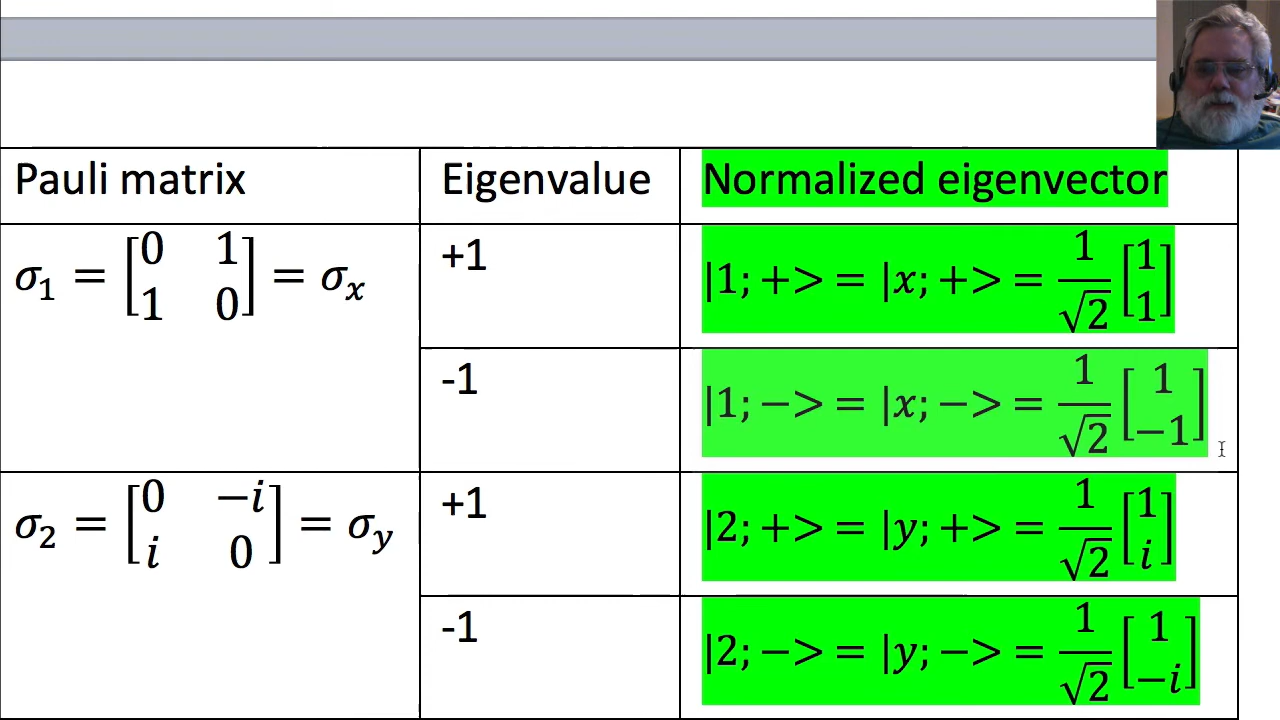 Pauli matrix Eigenvalue Normalized eigenvector
σ₁ = [0 1; 1 0] = σₓ +1 |1; +> = |x; +> = 1/√2 [1; 1]
-1 |1; −> = |x; −> = 1/√2 [1; −1]
σ₂ = [0 −i; i 0] = σ_y +1 |2; +> = |y; +> = 1/√2 [1; i]
-1 |2; −> = |y; −> = 1/√2 [1; −i]